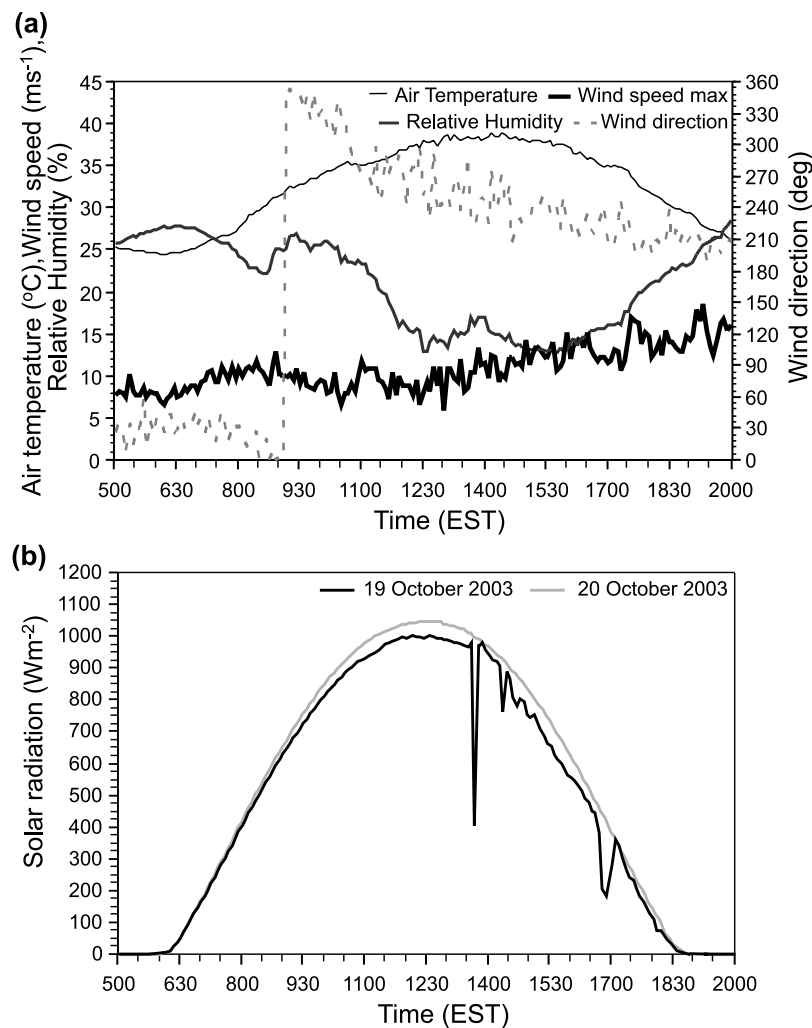 (a)
Air temperature (ºC),Wind speed (ms-1),
Relative Humidity (%)
45
40
35
30
25
20
15
10
5
0
Air Temperature
Wind speed max
Relative Humidity
Wind direction
360
330
300
270
240
210
180
150
120
90
60
30
0
Wind direction (deg)
500 630 800 930 1100 1230 1400 1530 1700 1830 2000
Time (EST)
(b)
Solar radiation (Wm-2)
1200
1100
1000
900
800
700
600
500
400
300
200
100
0
19 October 2003
20 October 2003
500 630 800 930 1100 1230 1400 1530 1700 1830 2000
Time (EST)